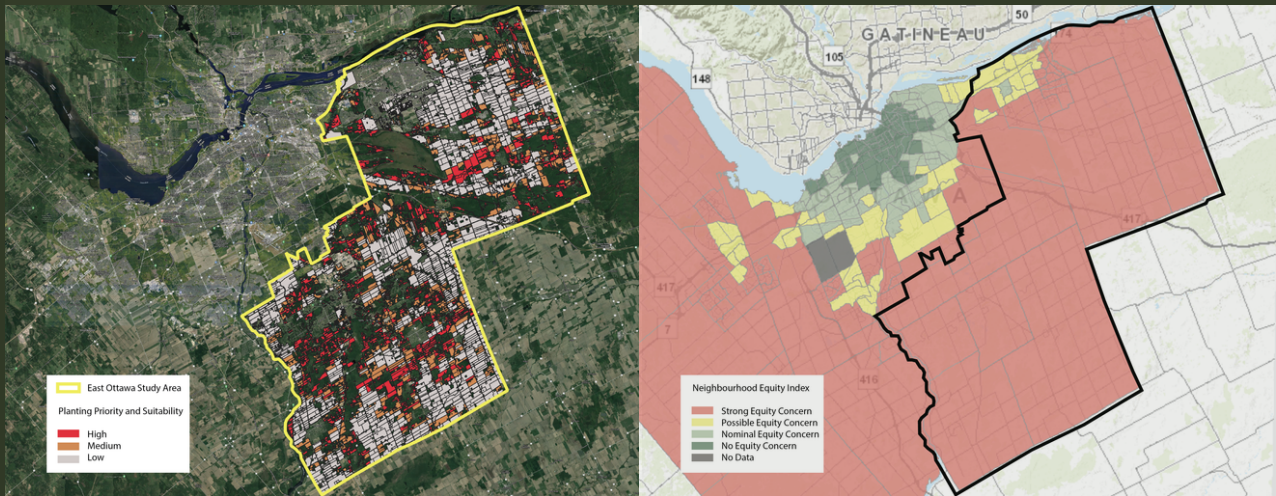 East Ottawa Study Area
Planting Priority and Suitability
High
Medium
Low
GATINEAU
50
105
148
174
417
417
7
416
Neighbourhood Equity Index
Strong Equity Concern
Possible Equity Concern
Nominal Equity Concern
No Equity Concern
No Data